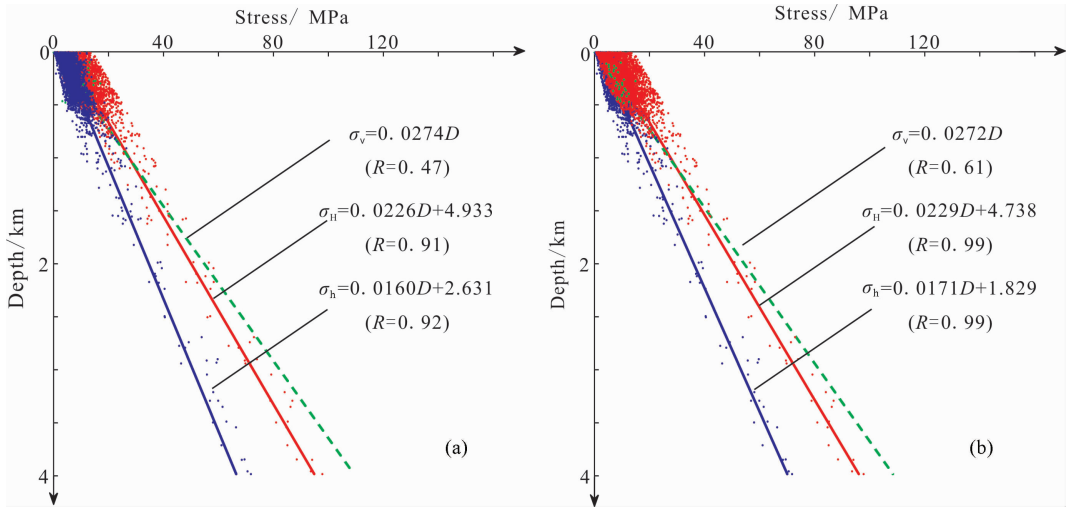 Stress/ MPa
0 40 80 120
0
2
4
Depth/km
σv=0. 0274D
(R=0. 47)
σH=0. 0226D+4. 933
(R=0. 91)
σh=0. 0160D+2. 631
(R=0. 92)
(a)
Stress/ MPa
0 40 80 120
0
2
4
Depth/km
σv=0. 0272D
(R=0. 61)
σH=0. 0229D+4. 738
(R=0. 99)
σh=0. 0171D+1. 829
(R=0. 99)
(b)